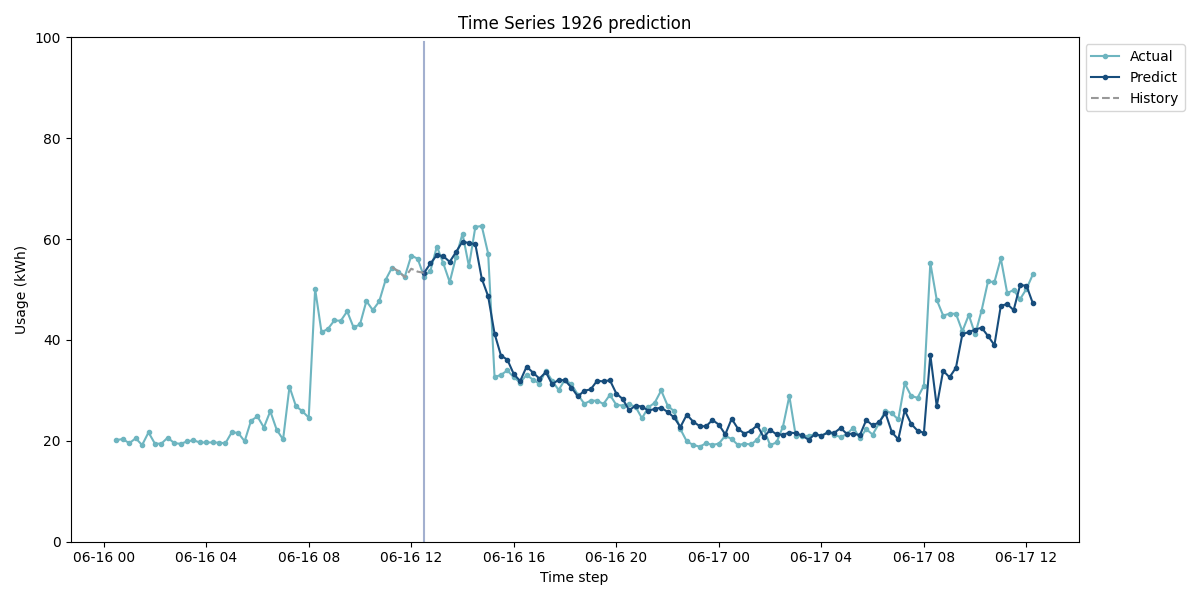 Time Series 1926 prediction
100
80
60
40
20
0
Usage (kWh)
06-16 00 06-16 04 06-16 08 06-16 12 06-16 16 06-16 20 06-17 00 06-17 04 06-17 08 06-17 12
Time step
Actual
Predict
History